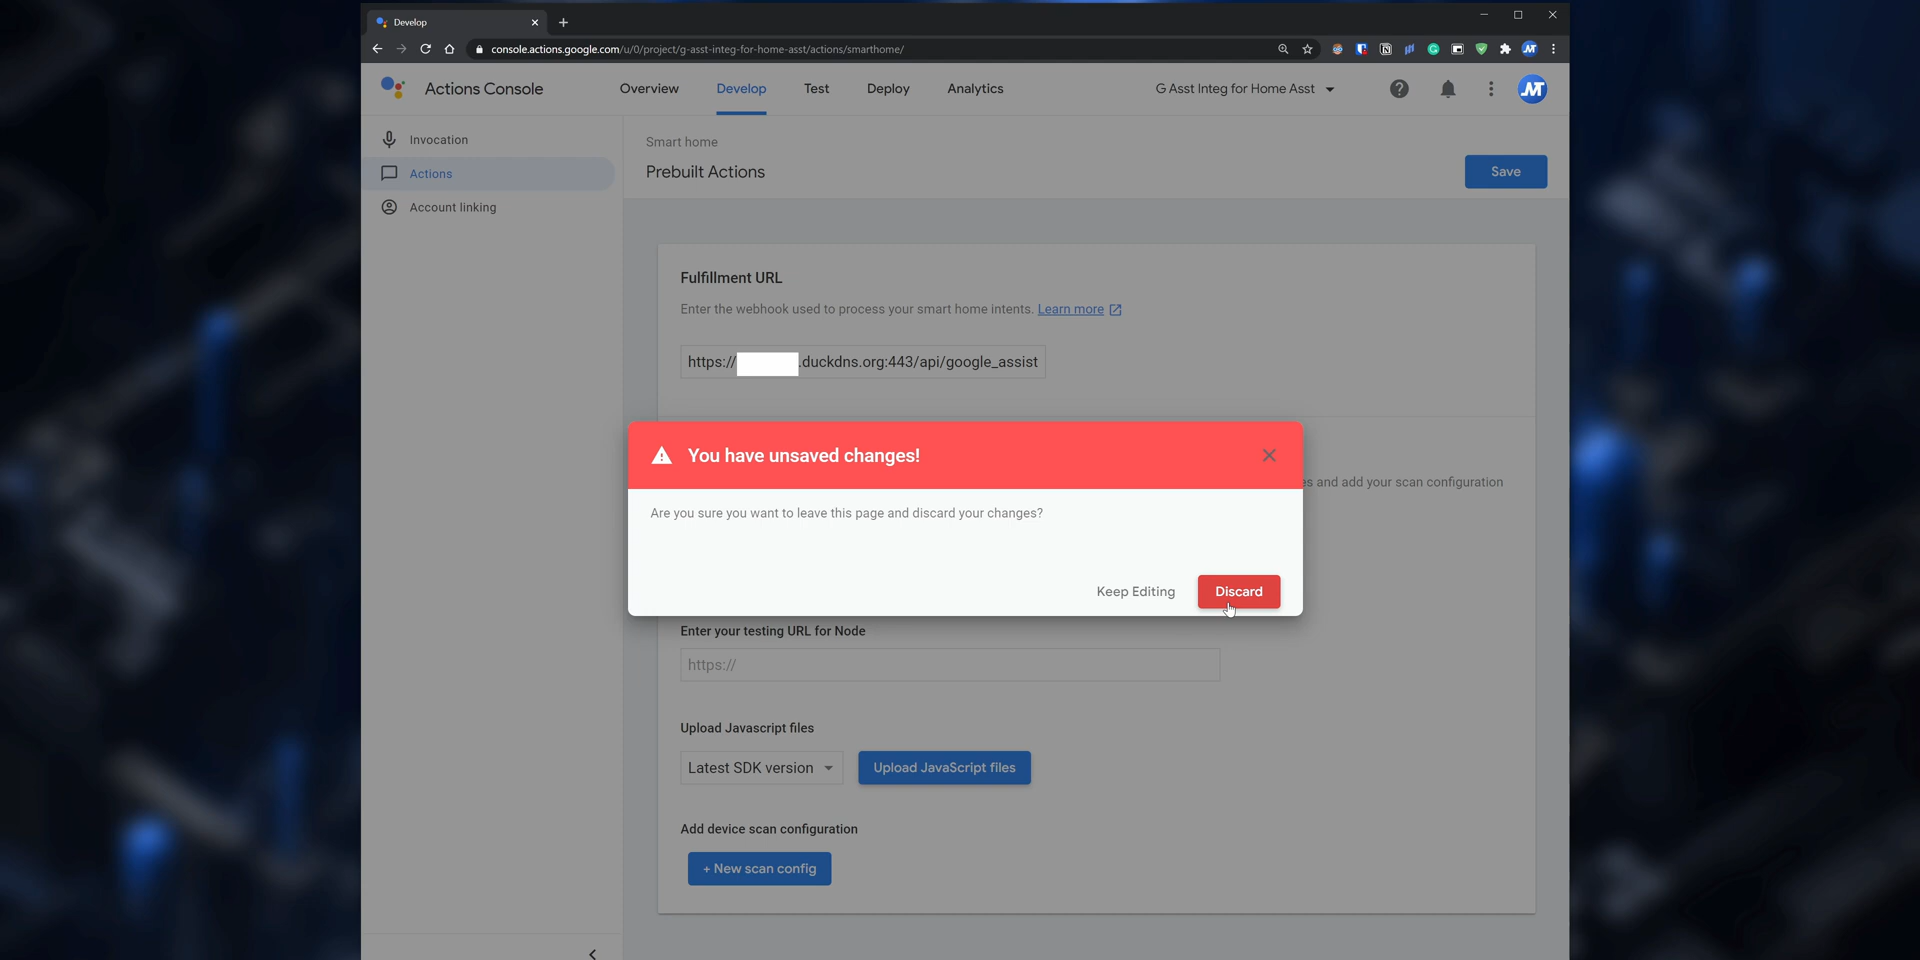 Develop
console.actions.google.com/u/0/project/g-asst-integ-for-home-asst/actions/smarthome/
Actions Console
Overview
Develop
Test
Deploy
Analytics
G Asst Integ for Home Asst
Invocation
Actions
Account linking
Smart home
Prebuilt Actions
Save
Fulfillment URL
Enter the webhook used to process your smart home intents. Learn more
https:// .duckdns.org:443/api/google_assist
You have unsaved changes!
es and add your scan configuration
Are you sure you want to leave this page and discard your changes?
Keep Editing
Discard
Enter your testing URL for Node
https://
Upload Javascript files
Latest SDK version
Upload JavaScript files
Add device scan configuration
+ New scan config